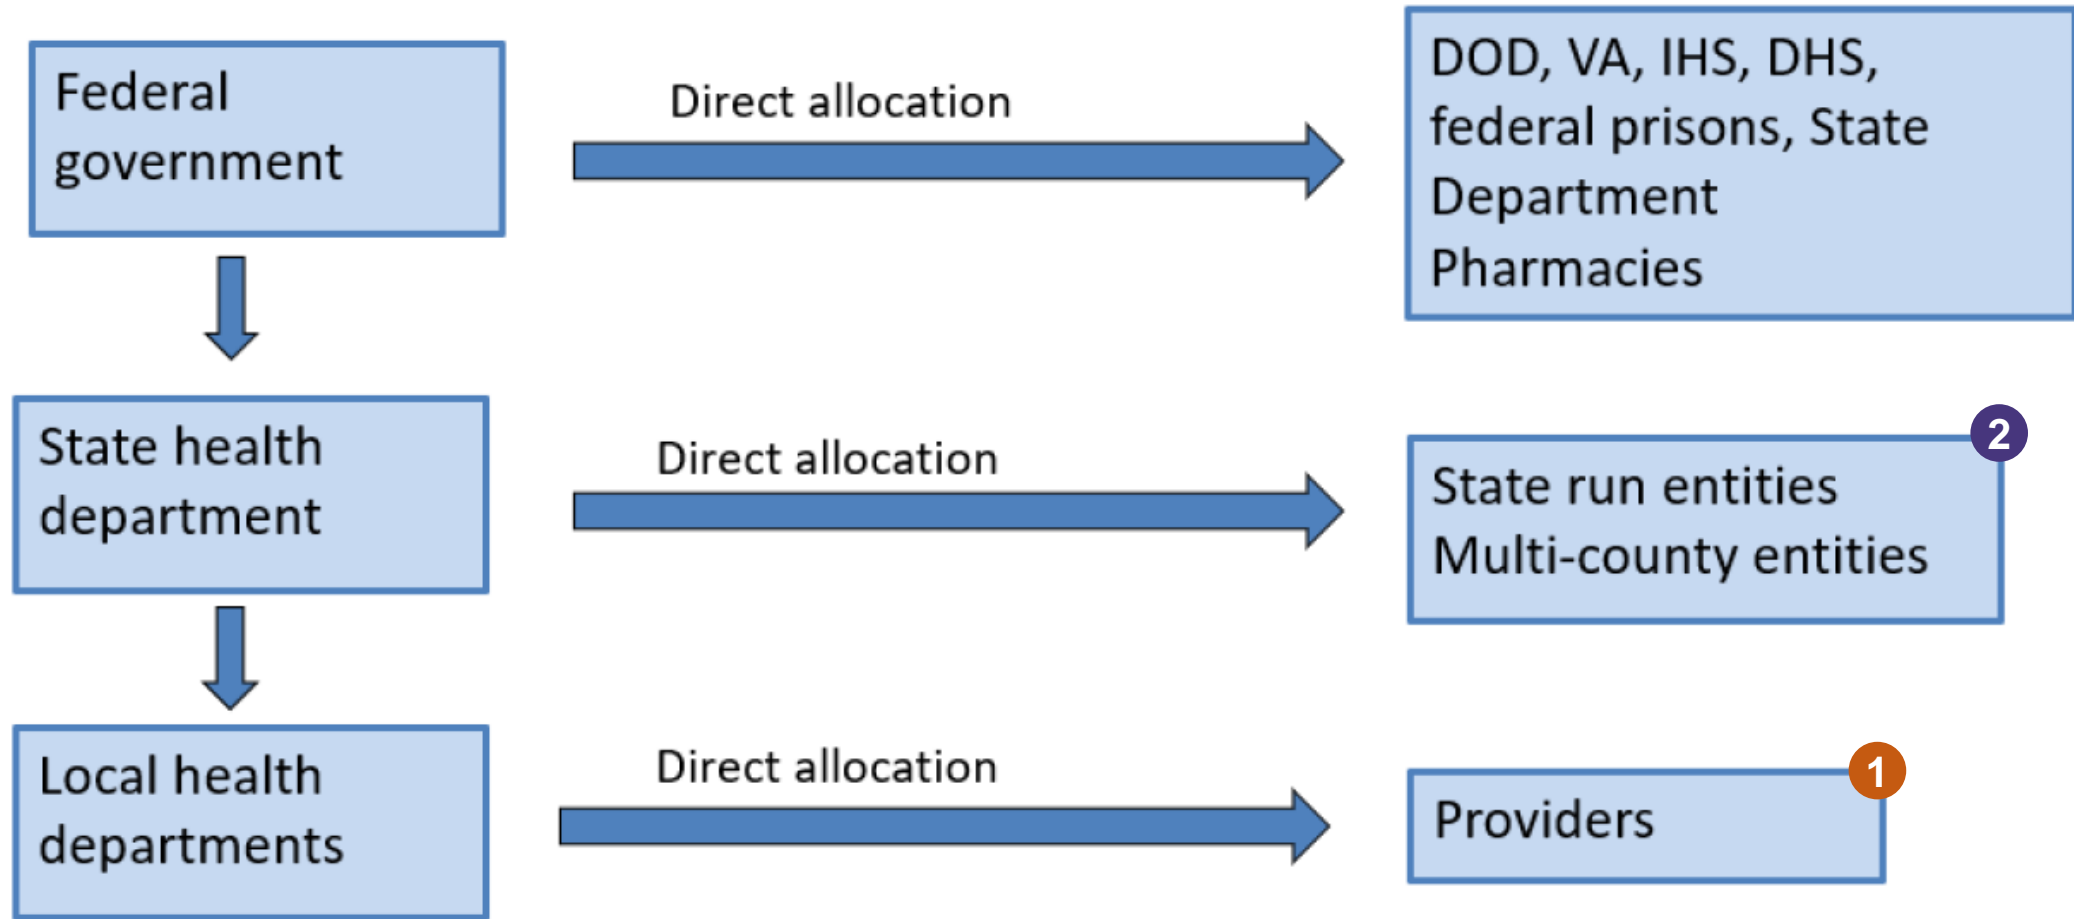 Federal
government
Direct allocation
DOD, VA, IHS, DHS,
federal prisons, State
Department
Pharmacies
State health
department
Direct allocation
2
State run entities
Multi-county entities
Local health
departments
Direct allocation
1
Providers